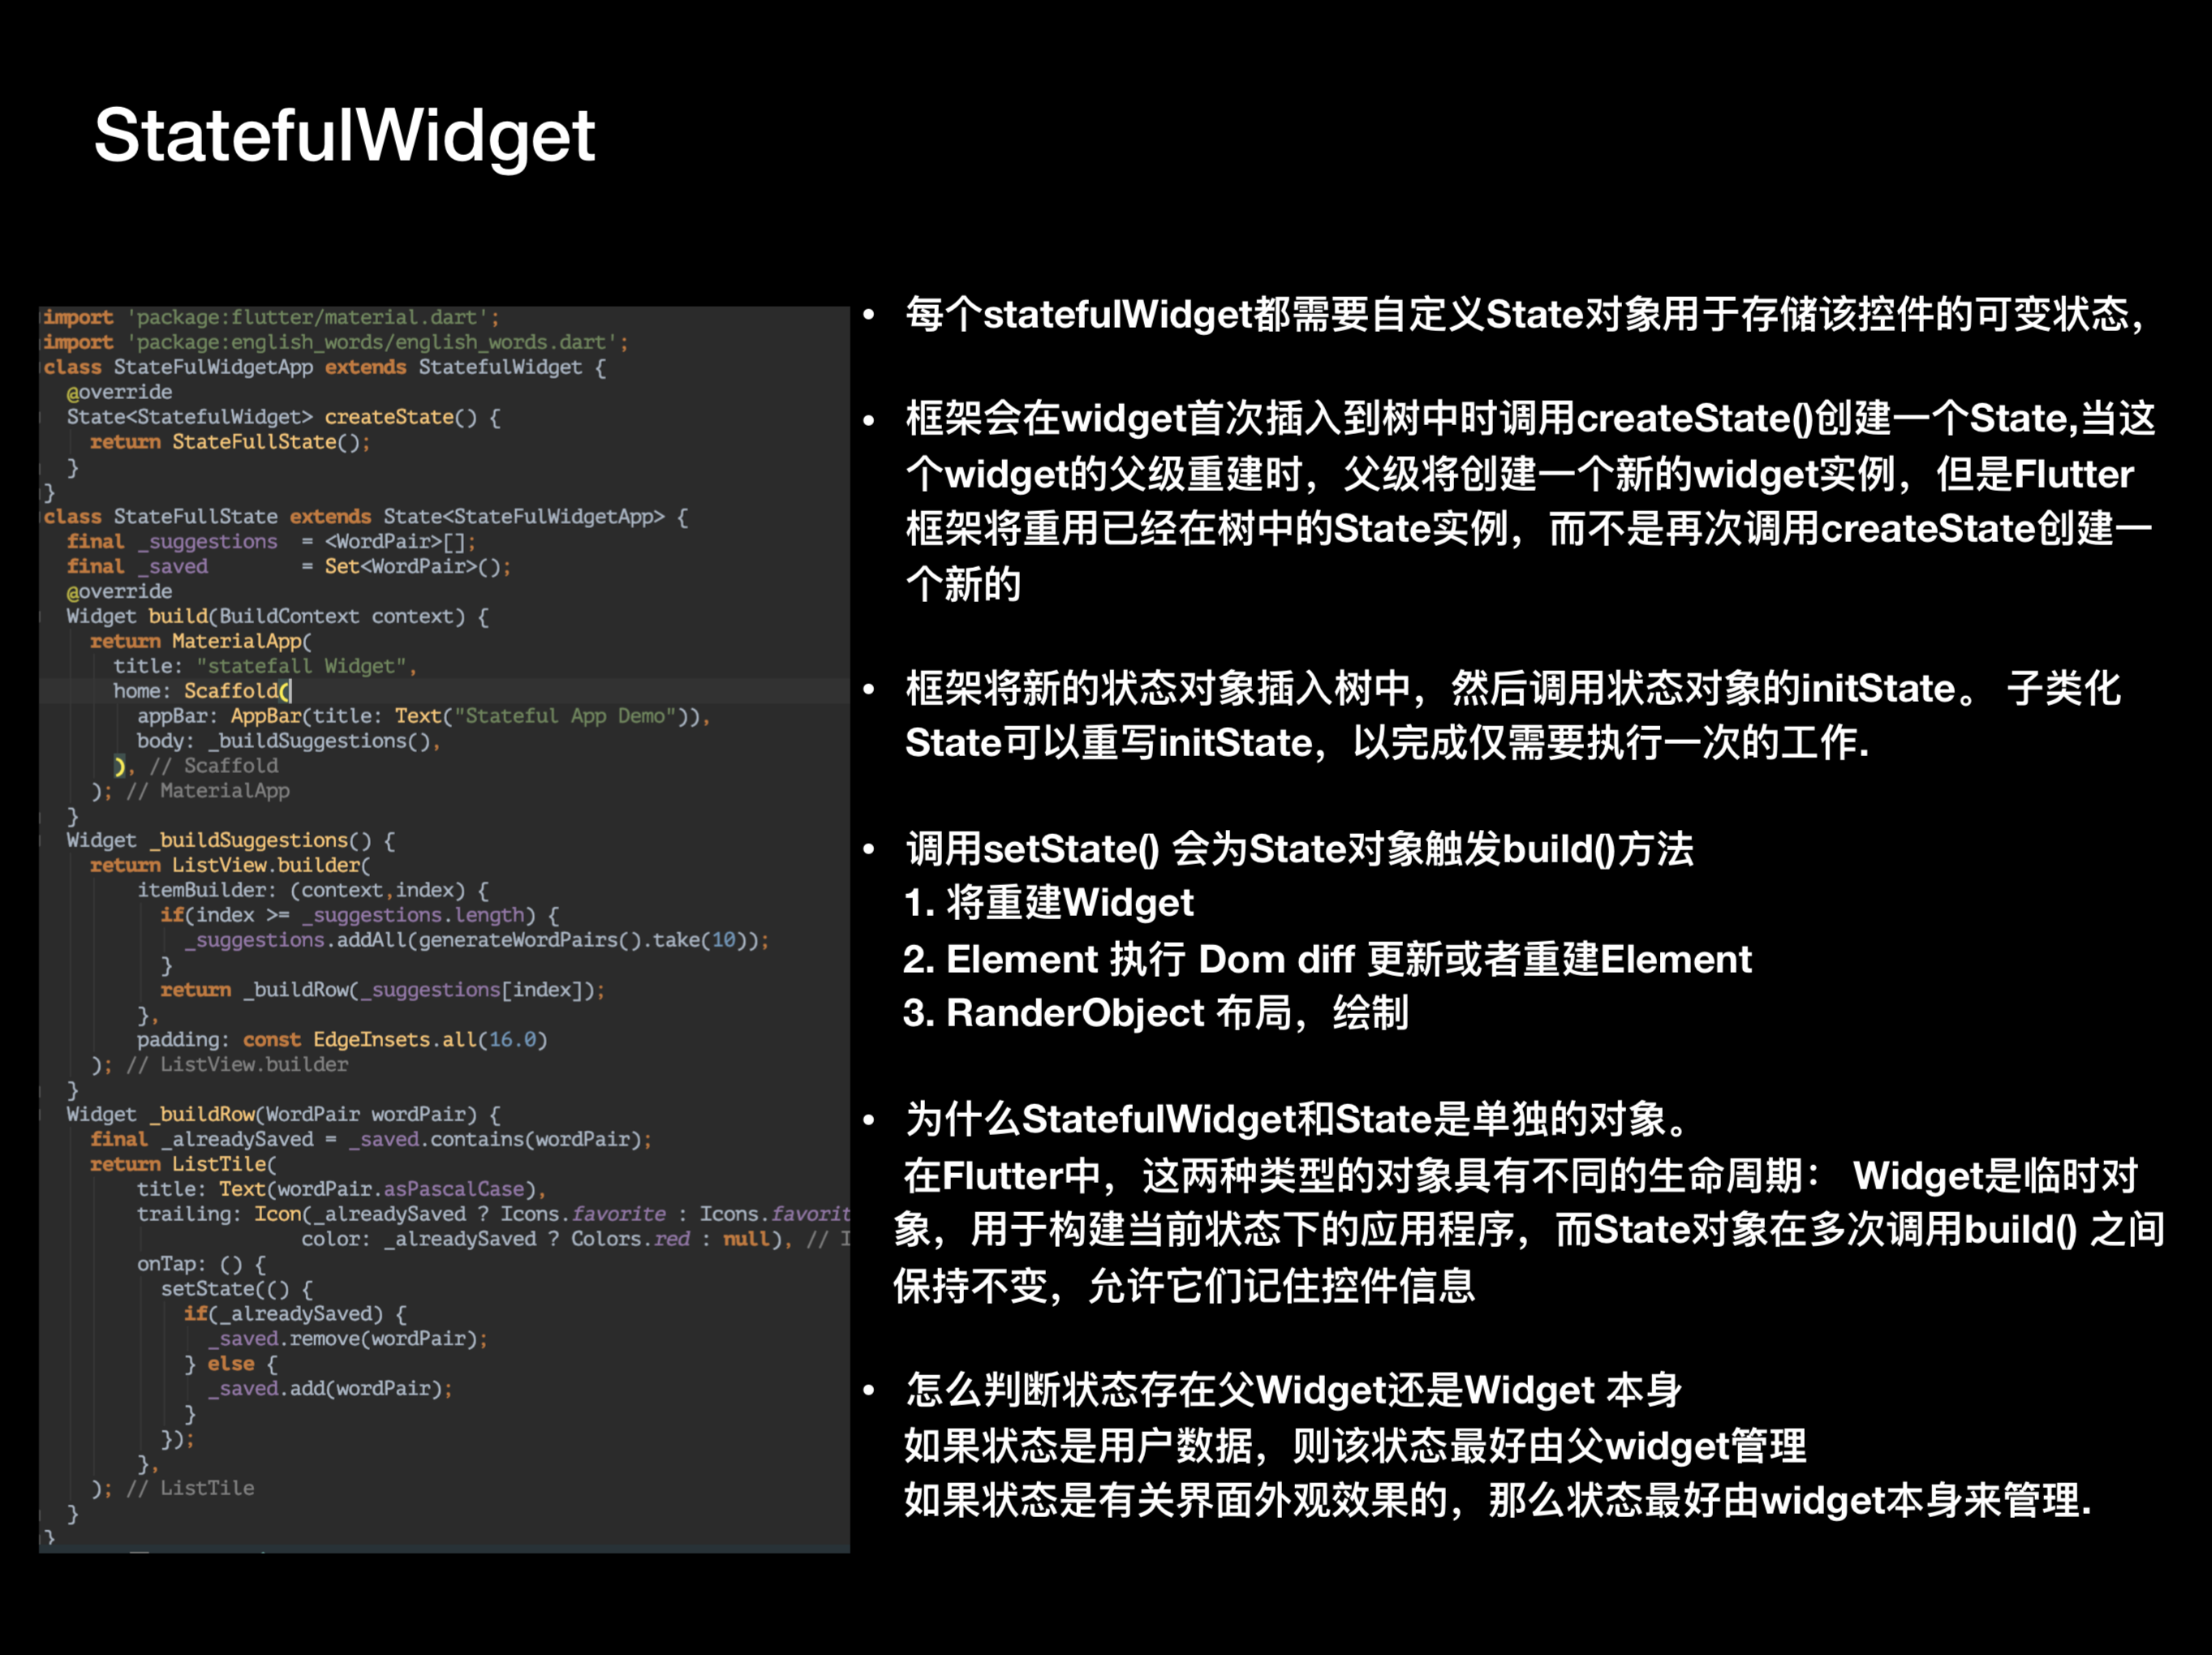 StatefulWidget
import 'package:flutter/material.dart';
import 'package:english_words/english_words.dart';
class StateFulWidgetApp extends StatefulWidget {
@override
State<StatefulWidget> createState() {
return StateFullState();
}
}
class StateFullState extends State<StateFulWidgetApp> {
final _suggestions = <WordPair>[];
final _saved = Set<WordPair>();
@override
Widget build(BuildContext context) {
return MaterialApp(
title: "statefall Widget",
home: Scaffold(
appBar: AppBar(title: Text("Stateful App Demo")),
body: _buildSuggestions(),
), // Scaffold
); // MaterialApp
}
Widget _buildSuggestions() {
return ListView.builder(
itemBuilder: (context,index) {
if(index >= _suggestions.length) {
_suggestions.addAll(generateWordPairs().take(10));
}
return _buildRow(_suggestions[index]);
},
padding: const EdgeInsets.all(16.0)
); // ListView.builder
}
Widget _buildRow(WordPair wordPair) {
final _alreadySaved = _saved.contains(wordPair);
return ListTile(
title: Text(wordPair.asPascalCase),
trailing: Icon(_alreadySaved ? Icons.favorite : Icons.favorit
color: _alreadySaved ? Colors.red : null), // I
onTap: () {
setState(() {
if(_alreadySaved) {
_saved.remove(wordPair);
} else {
_saved.add(wordPair);
}
});
},
); // ListTile
}
}
• 每个statefulWidget都需要自定义State对象用于存储该控件的可变状态，
• 框架会在widget首次插入到树中时调用createState()创建一个State,当这
个widget的父级重建时，父级将创建一个新的widget实例，但是Flutter
框架将重用已经在树中的State实例，而不是再次调用createState创建一
个新的
• 框架将新的状态对象插入树中，然后调用状态对象的initState。 子类化
State可以重写initState，以完成仅需要执行一次的工作.
• 调用setState() 会为State对象触发build()方法
1. 将重建Widget
2. Element 执行 Dom diff 更新或者重建Element
3. RanderObject 布局，绘制
• 为什么StatefulWidget和State是单独的对象。
在Flutter中，这两种类型的对象具有不同的生命周期： Widget是临时对
象，用于构建当前状态下的应用程序，而State对象在多次调用build() 之间
保持不变，允许它们记住控件信息
• 怎么判断状态存在父Widget还是Widget 本身
如果状态是用户数据，则该状态最好由父widget管理
如果状态是有关界面外观效果的，那么状态最好由widget本身来管理.